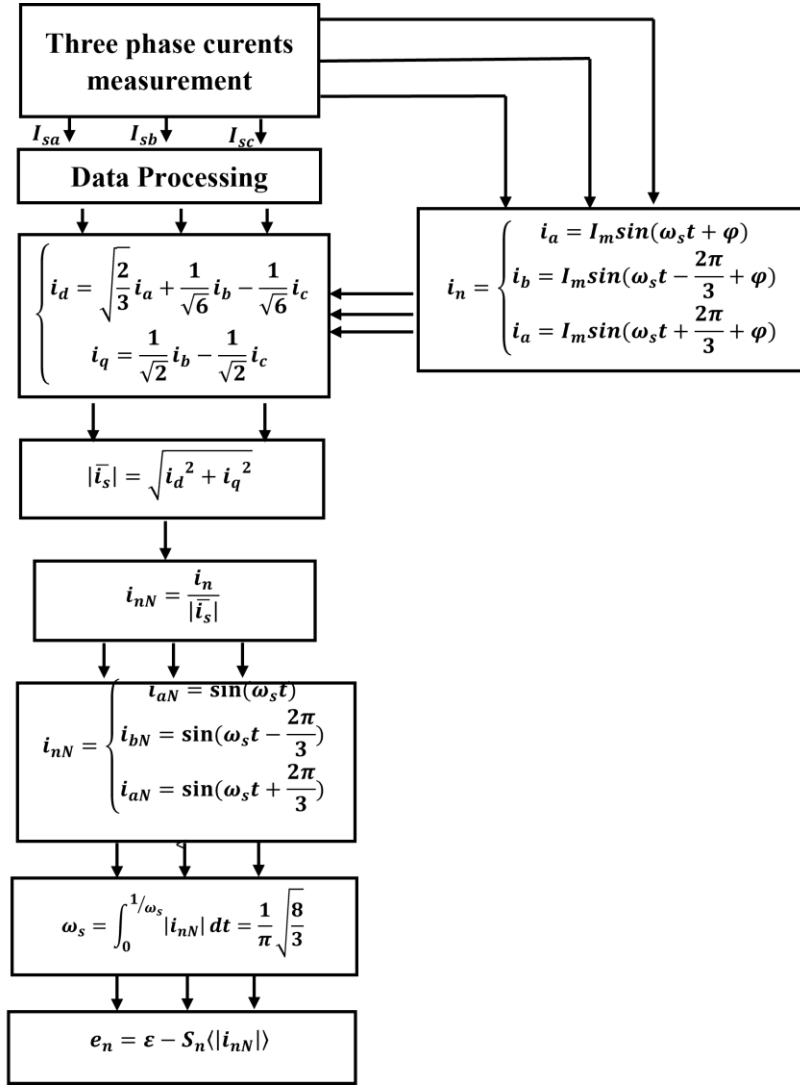 Three phase curents
measurement
I_sa I_sb I_sc
Data Processing
i_d = √(2/3) i_a + 1/√6 i_b − 1/√6 i_c
i_q = 1/√2 i_b − 1/√2 i_c
i_n = { i_a = I_m sin(ω_s t + φ)
i_b = I_m sin(ω_s t − 2π/3 + φ)
i_a = I_m sin(ω_s t + 2π/3 + φ)
|i̅_s| = √(i_d² + i_q²)
i_nN = i_n / |i̅_s|
i_nN = { i_aN = sin(ω_s t)
i_bN = sin(ω_s t − 2π/3)
i_aN = sin(ω_s t + 2π/3)
ω_s = ∫₀^{1/ω_s} |i_nN| dt = 1/π √(8/3)
e_n = ε − S_n⟨|i_nN|⟩